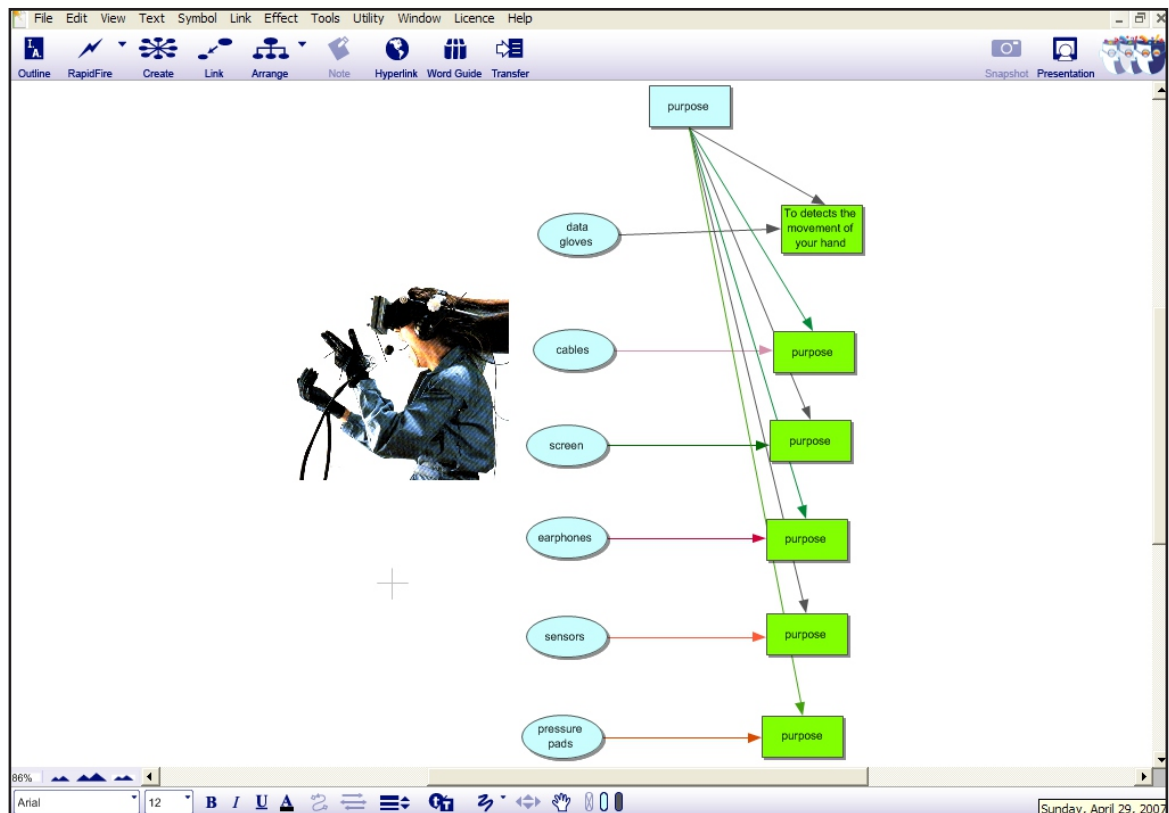 File Edit View Text Symbol Link Effect Tools Utility Window Licence Help
Outline RapidFire Create Link Arrange Note Hyperlink Word Guide Transfer Snapshot Presentation
purpose
data
gloves
To detects the
movement of
your hand
cables
purpose
screen
purpose
earphones
purpose
sensors
purpose
pressure
pads
purpose
86%
Arial 12 B I U A
Sunday, April 29, 2007